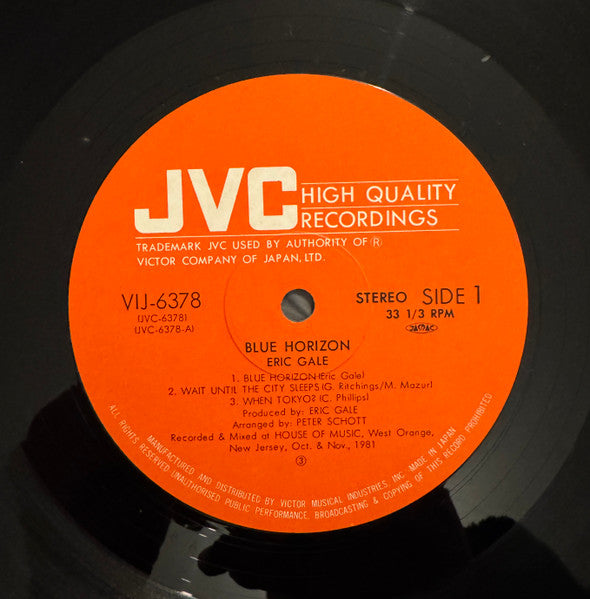 JVC
HIGH QUALITY
RECORDINGS
TRADEMARK JVC USED BY AUTHORITY OF Ⓡ
VICTOR COMPANY OF JAPAN, LTD.
VIJ-6378
(JVC-6378)
(JVC-6378-A)
STEREO SIDE 1
33 1/3 RPM
JASRAC
BLUE HORIZON
ERIC GALE
1. BLUE HORIZON(Eric Gale)
2. WAIT UNTIL THE CITY SLEEPS(G. Ritchings/M. Mazur)
3. WHEN TOKYO?(C. Phillips)
Produced by: ERIC GALE
Arranged by: PETER SCHOTT
Recorded & Mixed at HOUSE OF MUSIC, West Orange,
New Jersey, Oct. & Nov., 1981
③
MANUFACTURED AND DISTRIBUTED BY VICTOR MUSICAL INDUSTRIES, INC. MADE IN JAPAN
ALL RIGHTS RESERVED UNAUTHORISED PUBLIC PERFORMANCE, BROADCASTING & COPYING OF THIS RECORD PROHIBITED